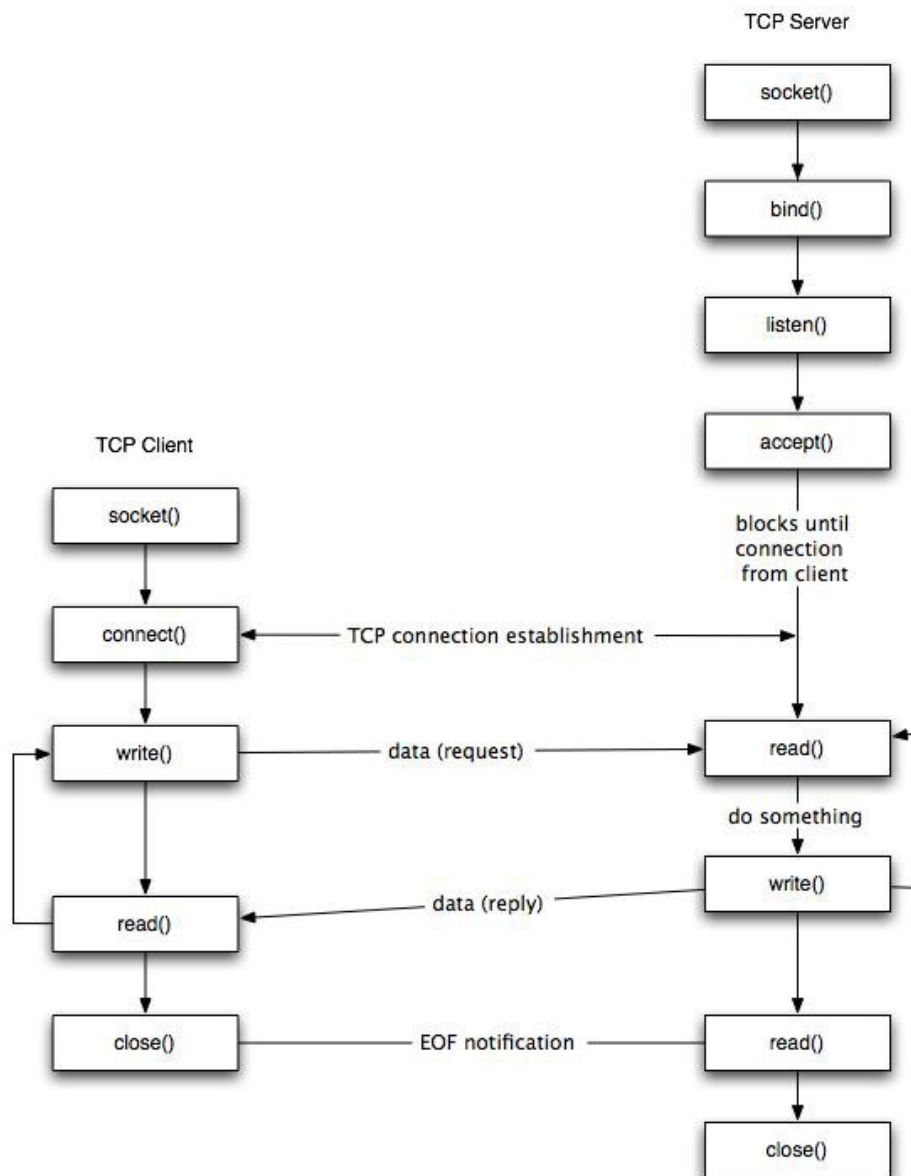 TCP Server
socket()
bind()
listen()
accept()
blocks until
connection
from client
TCP Client
socket()
connect()
TCP connection establishment
write()
data (request)
read()
do something
write()
data (reply)
read()
close()
EOF notification
read()
close()